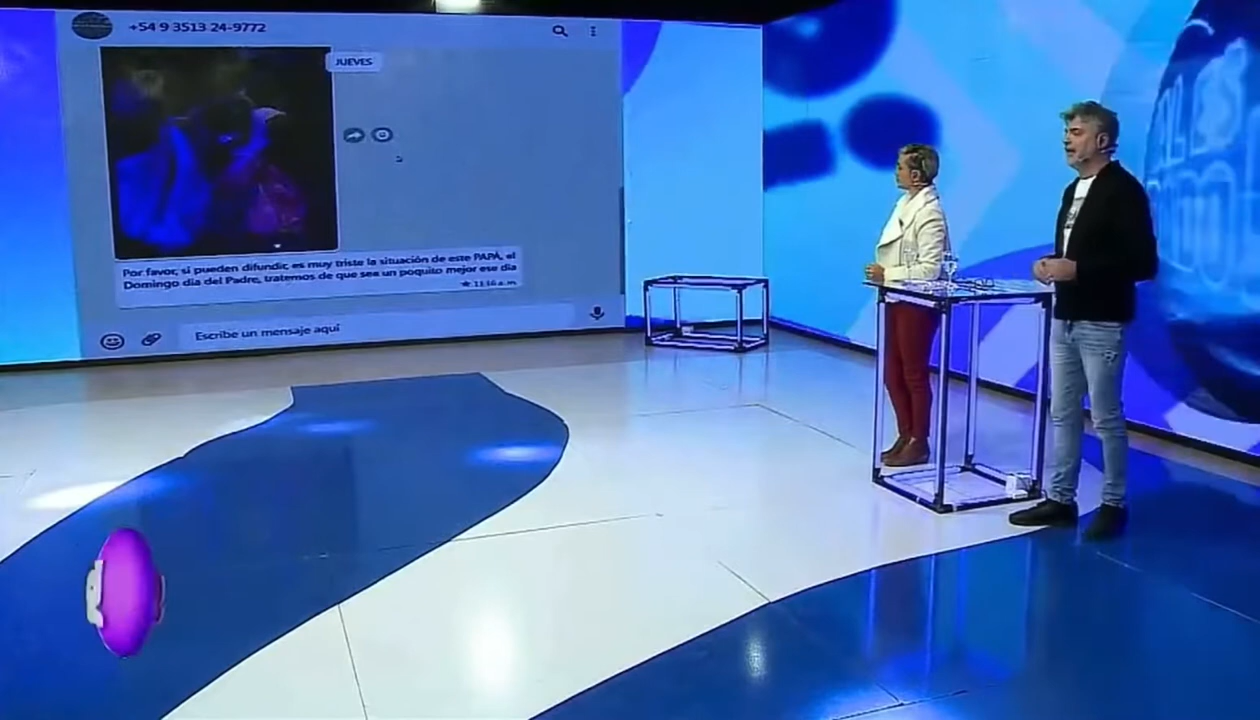 +54 9 3513 24-9772
JUEVES
Por favor, si pueden difundir, es muy triste la situación de este PAPÁ, el
Domingo dia del Padre, tratemos de que sea un poquito mejor ese día
Escribe un mensaje aquí